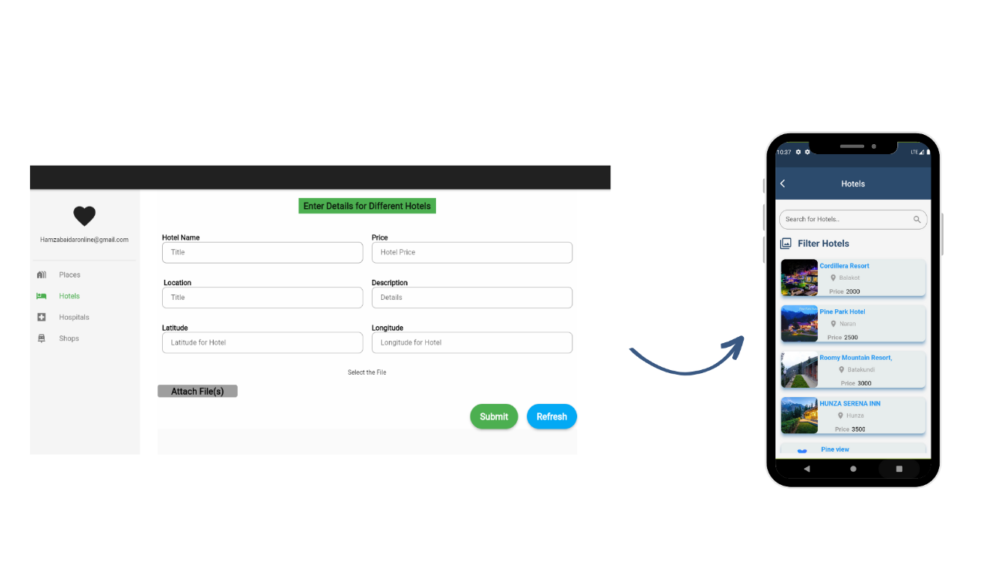 Enter Details for Different Hotels
Hamzabaidaronline@gmail.com
Places
Hotels
Hospitals
Shops
Hotel Name
Title
Price
Hotel Price
Location
Title
Description
Details
Latitude
Latitude for Hotel
Longitude
Longitude for Hotel
Select the File
Attach File(s)
Submit
Refresh
10:37
LTE
Hotels
Search for Hotels..
Filter Hotels
Cordillera Resort
Balakot
Price 2000
Pine Park Hotel
Naran
Price 2500
Roomy Mountain Resort,
Batakundi
Price 3000
HUNZA SERENA INN
Hunza
Price 3500
Pine view